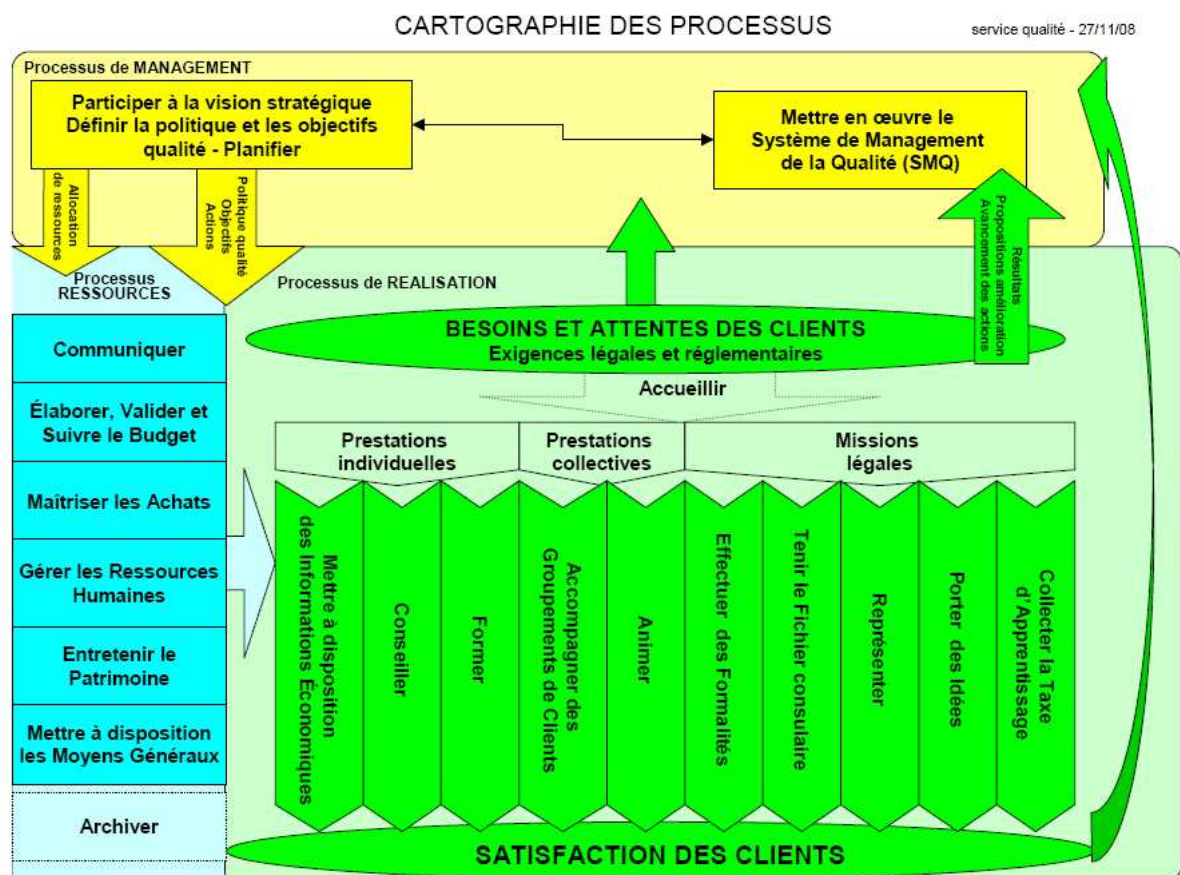 CARTOGRAPHIE DES PROCESSUS
service qualité - 27/11/08
Processus de MANAGEMENT
Participer à la vision stratégique
Définir la politique et les objectifs
qualité - Planifier
Mettre en œuvre le
Système de Management
de la Qualité (SMQ)
Allocation
de ressources
Politique qualité
Objectifs
Actions
Résultats
Propositions amélioration
Avancement des actions
Processus
RESSOURCES
Processus de REALISATION
BESOINS ET ATTENTES DES CLIENTS
Exigences légales et réglementaires
Accueillir
Communiquer
Élaborer, Valider et
Suivre le Budget
Maîtriser les Achats
Gérer les Ressources
Humaines
Entretenir le
Patrimoine
Mettre à disposition
les Moyens Généraux
Archiver
Prestations
individuelles
Prestations
collectives
Missions
légales
Mettre à disposition
des Informations Économiques
Conseiller
Former
Accompagner des
Groupements de Clients
Animer
Effectuer des Formalités
Tenir le Fichier consulaire
Représenter
Porter des Idées
Collecter la Taxe
d' Apprentissage
SATISFACTION DES CLIENTS